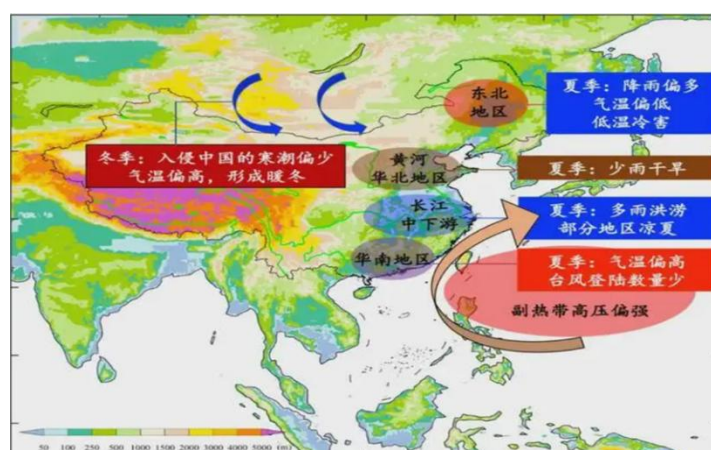 东北
地区
夏季：降雨偏多
气温偏低
低温冷害
冬季：入侵中国的寒潮偏少
气温偏高，形成暖冬
黄河
华北地区
夏季：少雨干旱
长江
中下游
夏季：多雨洪涝
部分地区凉夏
华南地区
夏季：气温偏高
台风登陆数量少
副热带高压偏强
50 100 250 500 1000 1500 2000 3000 4000 5000